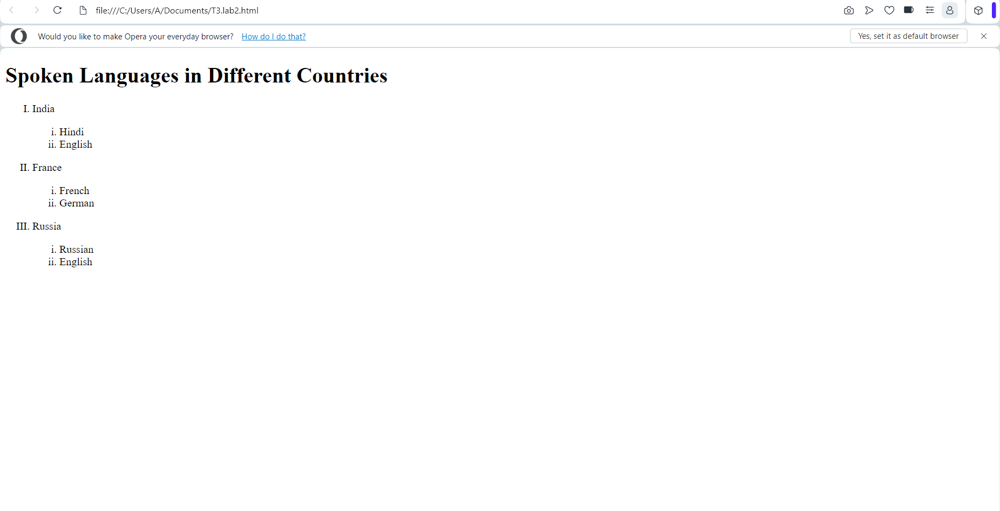 file:///C:/Users/A/Documents/T3.lab2.html
Would you like to make Opera your everyday browser? How do I do that? Yes, set it as default browser
Spoken Languages in Different Countries
I. India
i. Hindi
ii. English
II. France
i. French
ii. German
III. Russia
i. Russian
ii. English